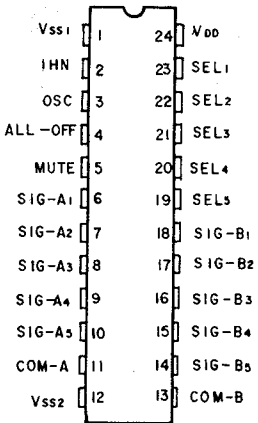 VSS1 1 24 VDD
IHN 2 23 SEL1
OSC 3 22 SEL2
ALL-OFF 4 21 SEL3
MUTE 5 20 SEL4
SIG-A1 6 19 SEL5
SIG-A2 7 18 SIG-B1
SIG-A3 8 17 SIG-B2
SIG-A4 9 16 SIG-B3
SIG-A5 10 15 SIG-B4
COM-A 11 14 SIG-B5
VSS2 12 13 COM-B